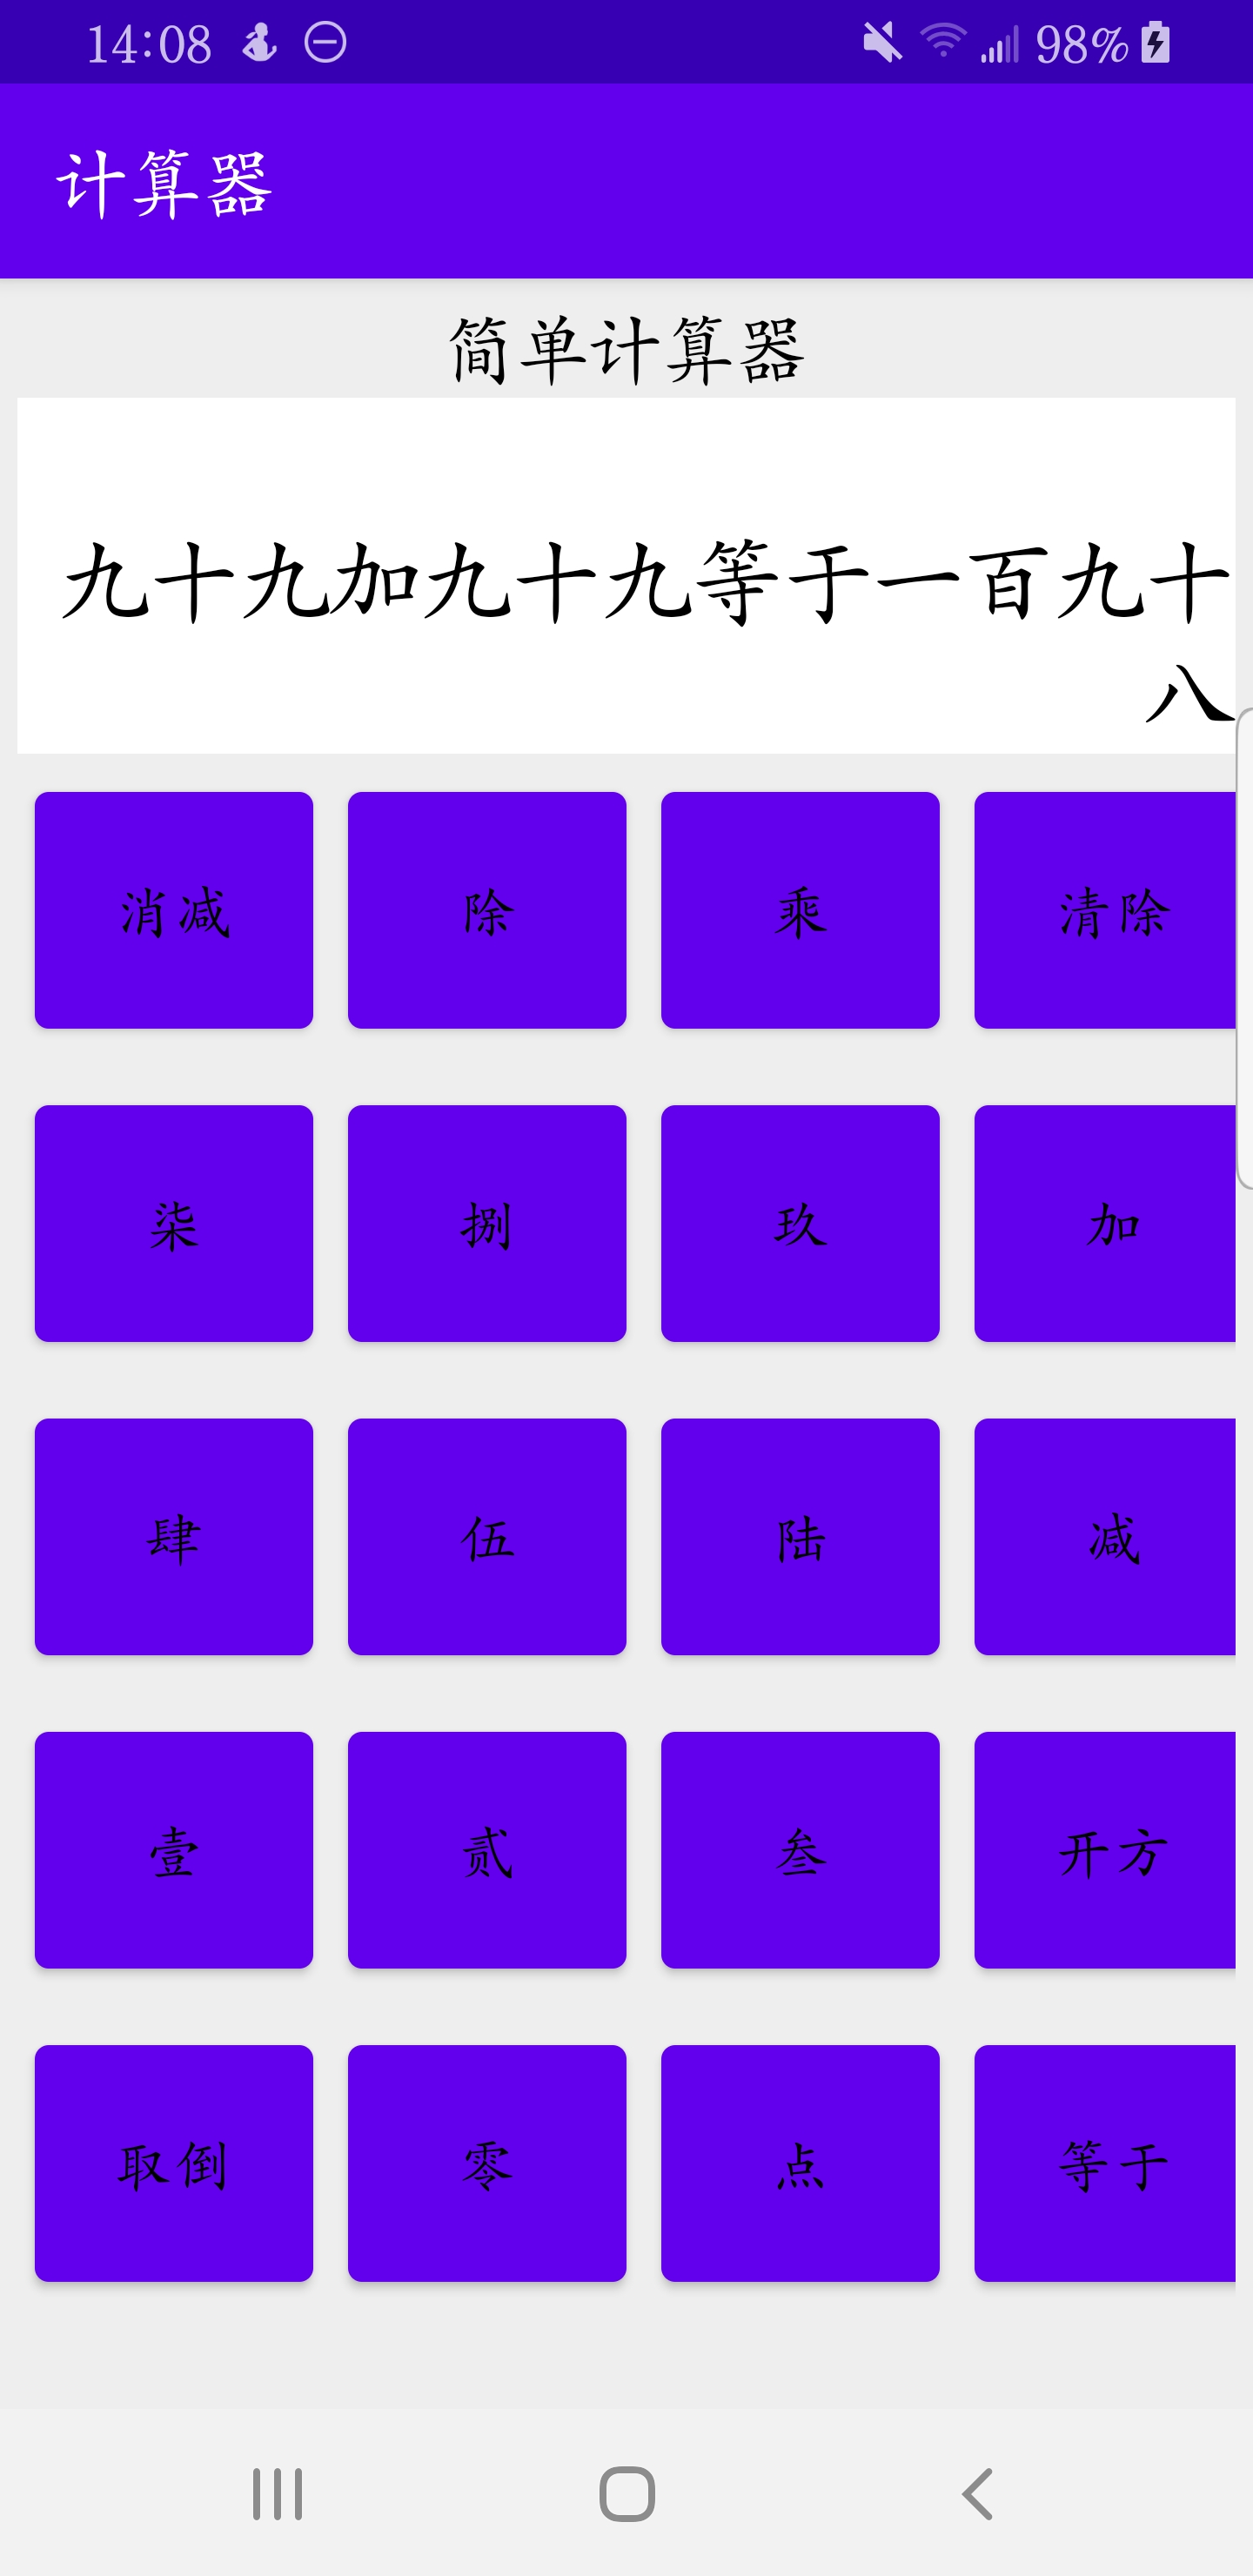 14:08 98%
计算器
简单计算器
九十九加九十九等于一百九十
八
消减 除 乘 清除
柒 捌 玖 加
肆 伍 陆 减
壹 贰 叁 开方
取倒 零 点 等于